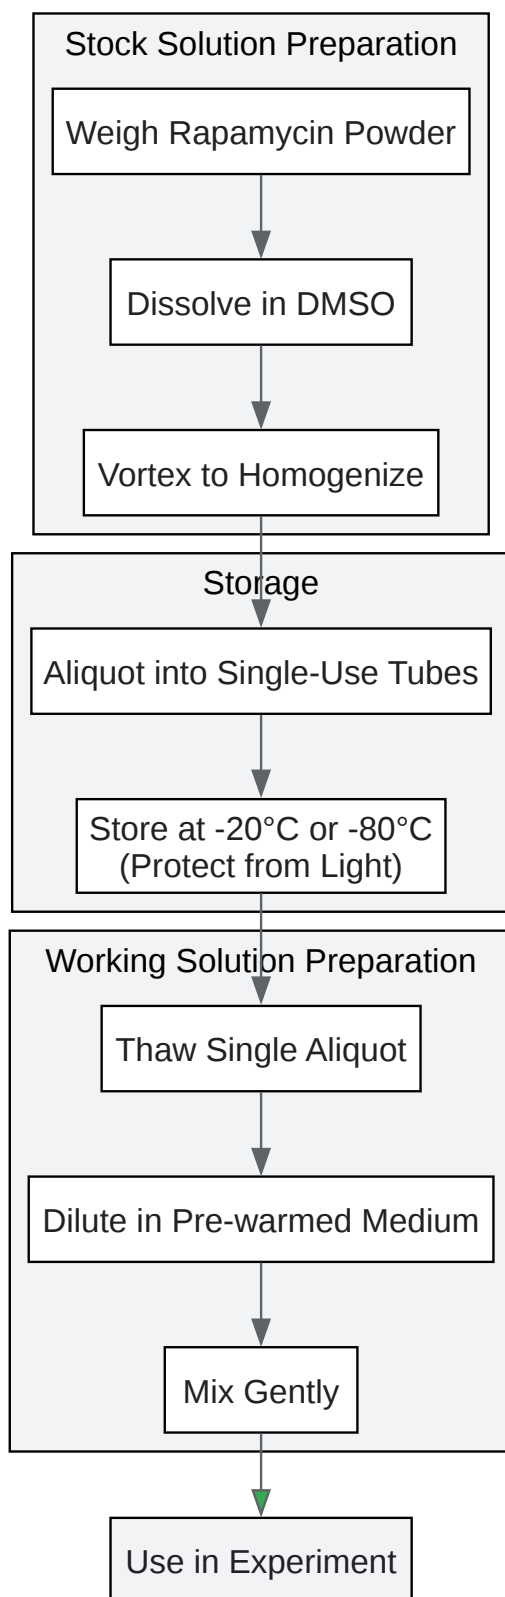 Stock Solution Preparation
Weigh Rapamycin Powder
Dissolve in DMSO
Vortex to Homogenize
Storage
Aliquot into Single-Use Tubes
Store at -20°C or -80°C
(Protect from Light)
Working Solution Preparation
Thaw Single Aliquot
Dilute in Pre-warmed Medium
Mix Gently
Use in Experiment